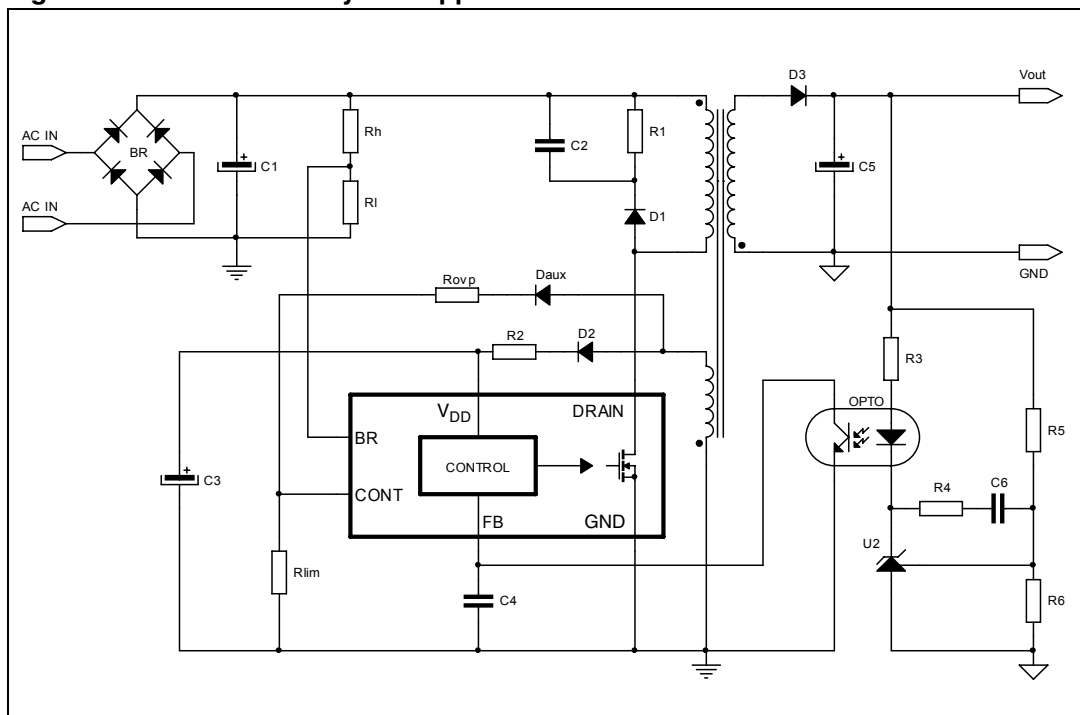 D3
Vout
AC IN
BR
C1
Rh
Rl
C2
R1
D1
C5
AC IN
GND
Rovp
Daux
R2
D2
R3
OPTO
R5
VDD
DRAIN
BR
CONTROL
CONT
FB
GND
C3
R4
C6
U2
Rlim
C4
R6